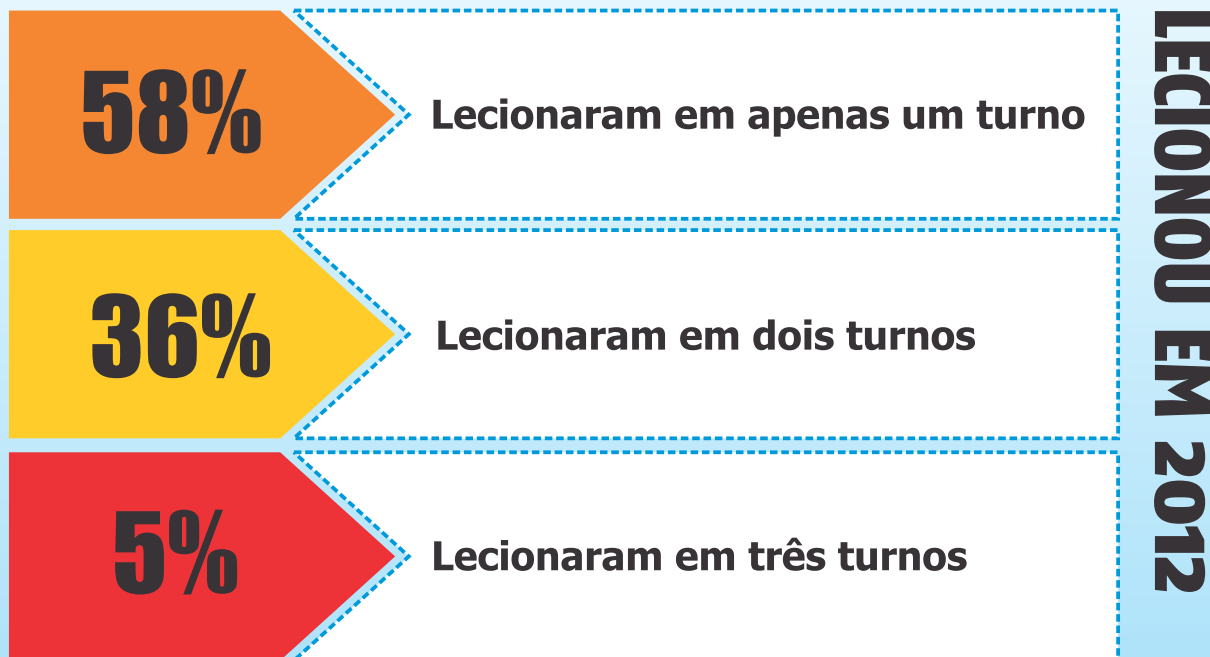 58%
Lecionaram em apenas um turno
36%
Lecionaram em dois turnos
5%
Lecionaram em três turnos
LECIONOU EM 2012